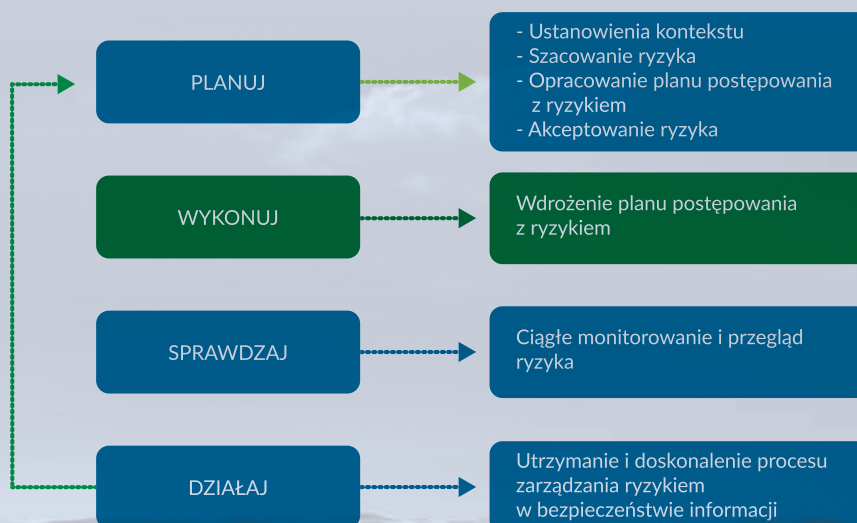 PLANUJ
- Ustanowienia kontekstu
- Szacowanie ryzyka
- Opracowanie planu postępowania
z ryzykiem
- Akceptowanie ryzyka
WYKONUJ
Wdrożenie planu postępowania
z ryzykiem
SPRAWDZAJ
Ciągłe monitorowanie i przegląd
ryzyka
DZIAŁAJ
Utrzymanie i doskonalenie procesu
zarządzania ryzykiem
w bezpieczeństwie informacji